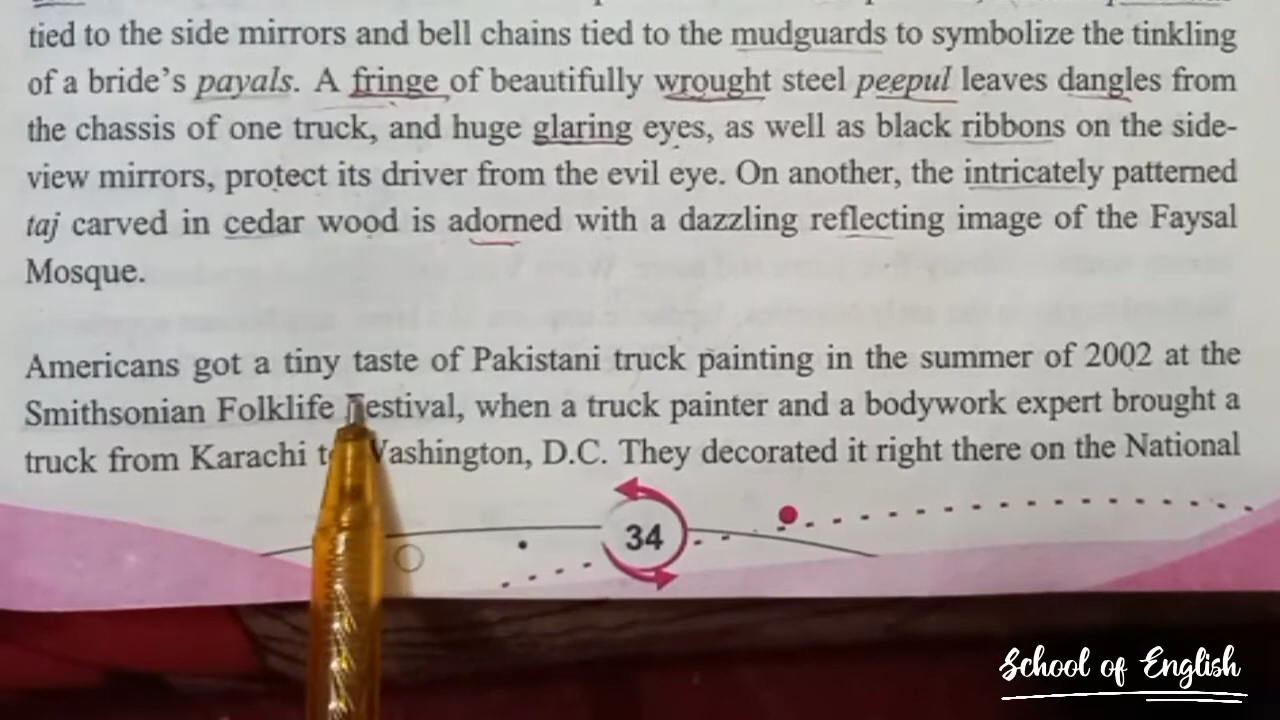 tied to the side mirrors and bell chains tied to the mudguards to symbolize the tinkling
of a bride's payals. A fringe of beautifully wrought steel peepul leaves dangles from
the chassis of one truck, and huge glaring eyes, as well as black ribbons on the side-
view mirrors, protect its driver from the evil eye. On another, the intricately patterned
taj carved in cedar wood is adorned with a dazzling reflecting image of the Faysal
Mosque.
Americans got a tiny taste of Pakistani truck painting in the summer of 2002 at the
Smithsonian Folklife Festival, when a truck painter and a bodywork expert brought a
truck from Karachi to Washington, D.C. They decorated it right there on the National
34
School of English